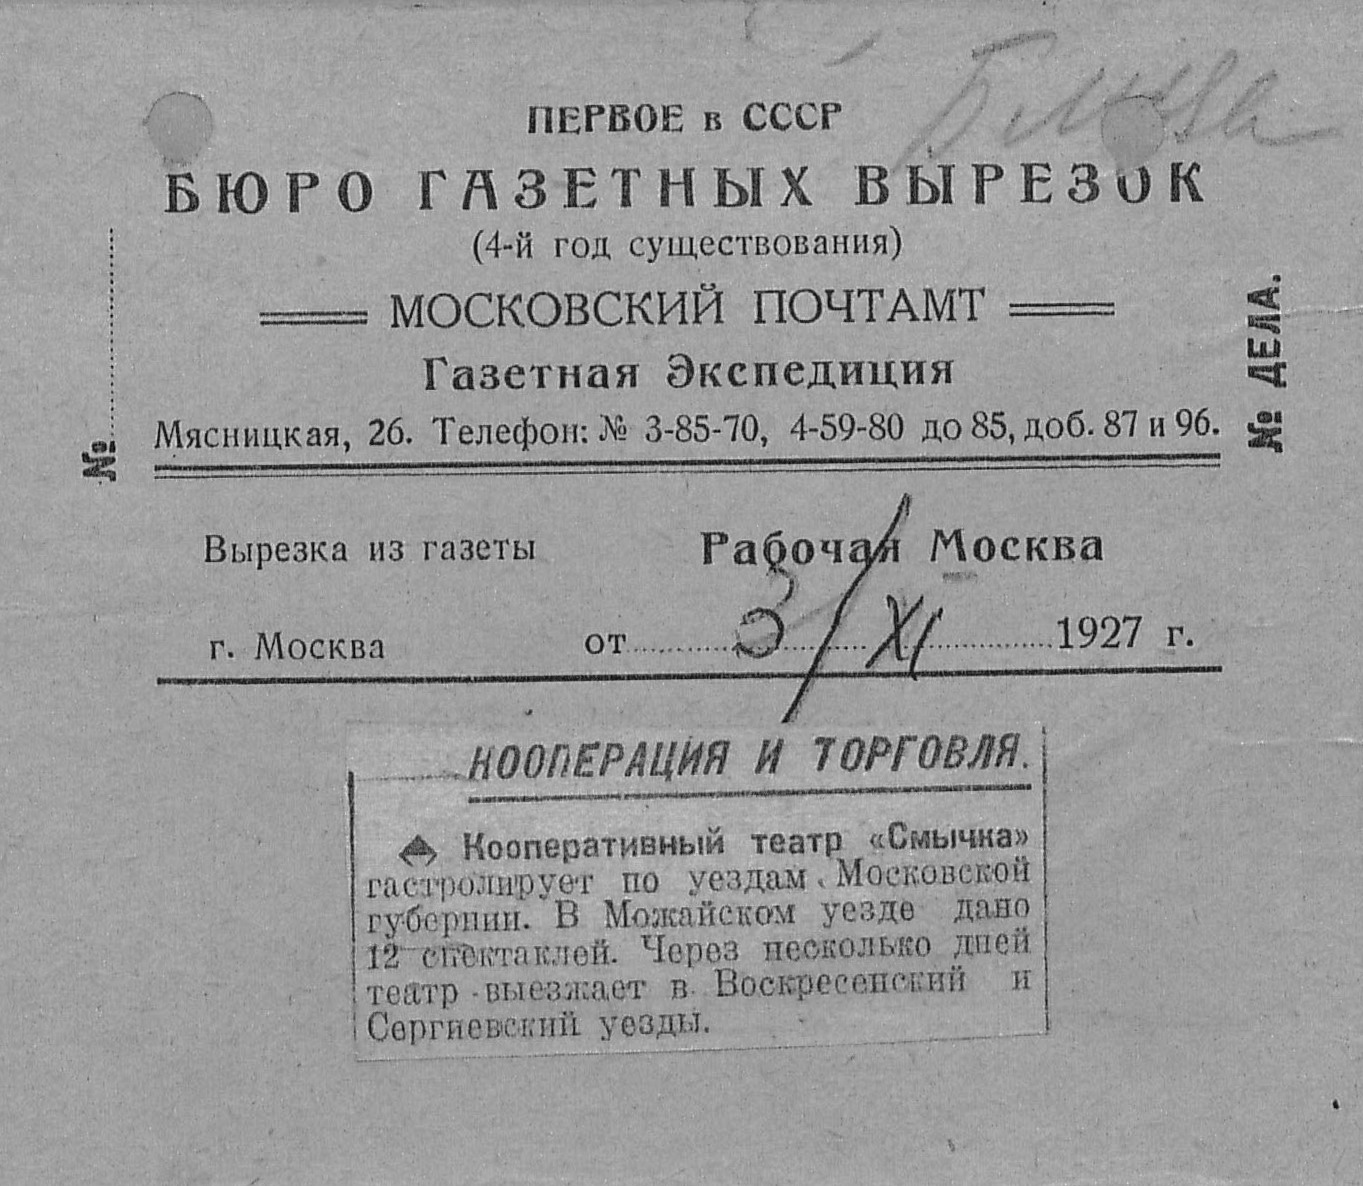 ПЕРВОЕ в СССР
БЮРО ГАЗЕТНЫХ ВЫРЕЗОК
(4-й год существования)
МОСКОВСКИЙ ПОЧТАМТ
Газетная Экспедиция
Мясницкая, 26. Телефон: № 3-85-70, 4-59-80 до 85, доб. 87 и 96.
№
№ ДЕЛА.
Вырезка из газеты Рабочая Москва
г. Москва от 3/XI 1927 г.
КООПЕРАЦИЯ И ТОРГОВЛЯ.
Кооперативный театр «Смычка»
гастролирует по уездам Московской
губернии. В Можайском уезде дано
12 спектаклей. Через несколько дней
театр выезжает в Воскресенский и
Сергиевский уезды.